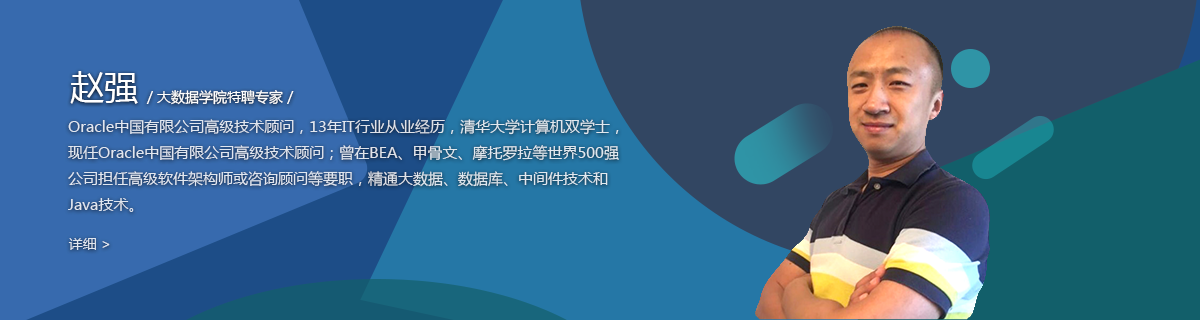 赵强 / 大数据学院特聘专家 /
Oracle中国有限公司高级技术顾问，13年IT行业从业经历，清华大学计算机双学士，
现任Oracle中国有限公司高级技术顾问；曾在BEA、甲骨文、摩托罗拉等世界500强
公司担任高级软件架构师或咨询顾问等要职，精通大数据、数据库、中间件技术和
Java技术。
详细 >